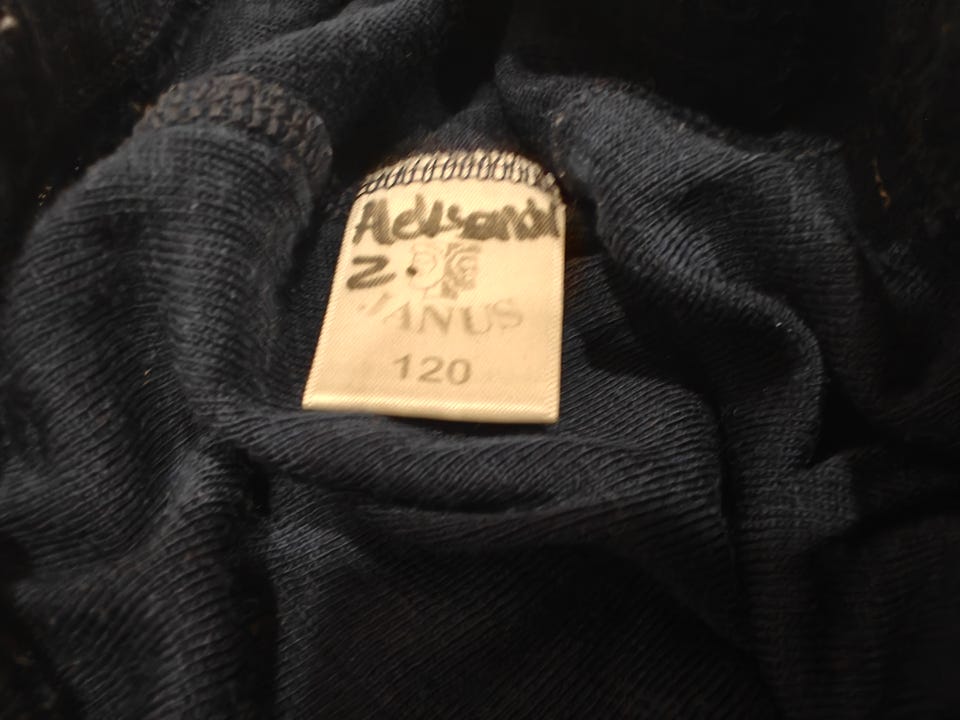 Aleksandr
Z.
JANUS
120